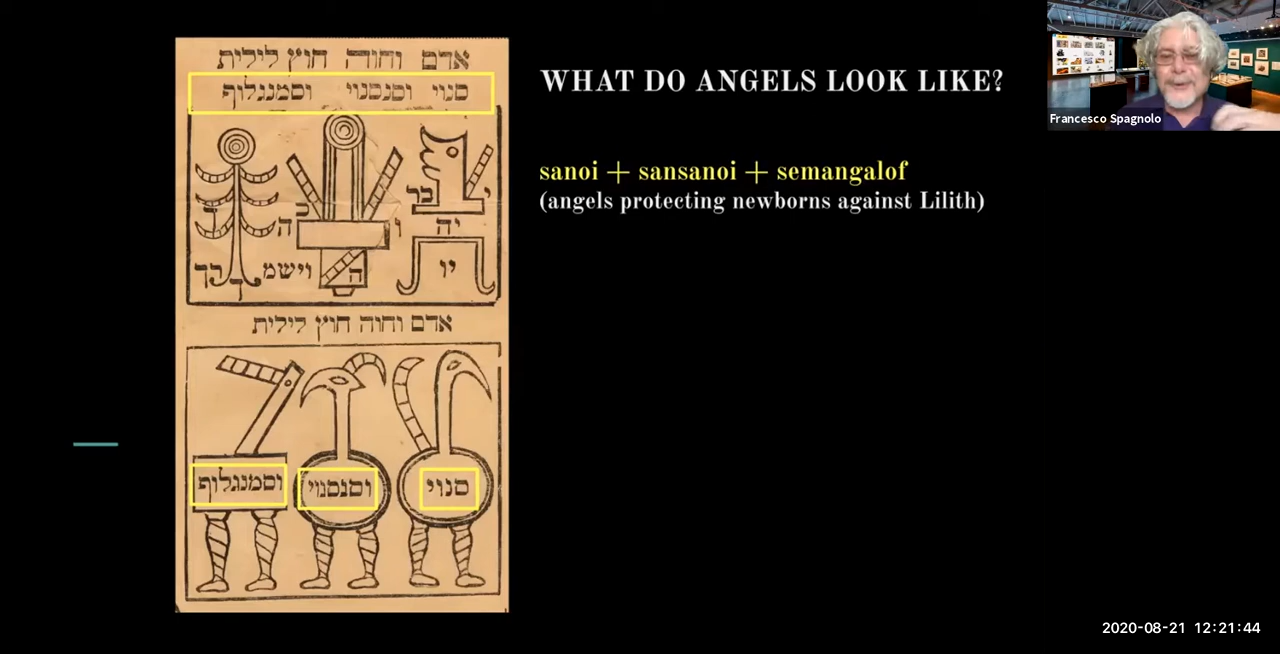 אדם וחוה חוץ לילית
סנוי וסנסנוי וסמנגלוף
אדם וחוה חוץ לילית
וסמנגלוף וסנסנוי סנוי
WHAT DO ANGELS LOOK LIKE?
sanoi + sansanoi + semangalof
(angels protecting newborns against Lilith)
Francesco Spagnolo
2020-08-21 12:21:44